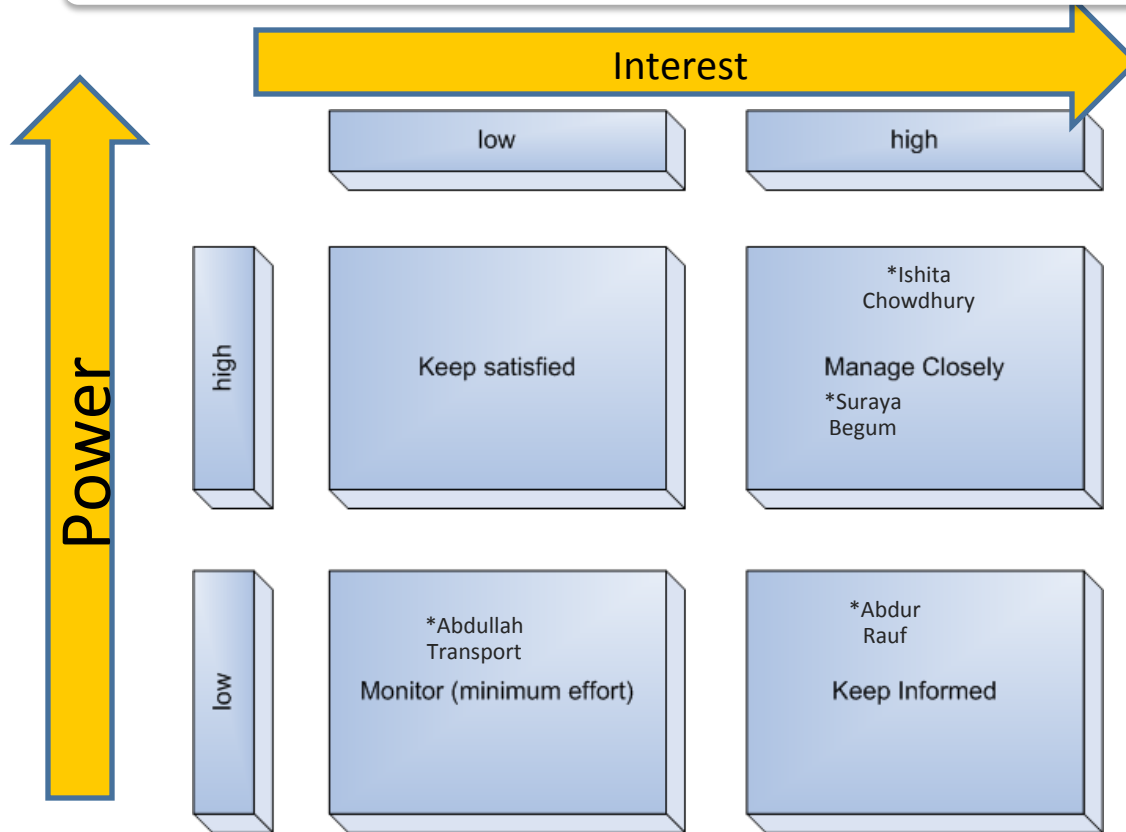 Interest
low
high
Power
high
Keep satisfied
*Ishita
Chowdhury
Manage Closely
*Suraya
Begum
low
*Abdullah
Transport
Monitor (minimum effort)
*Abdur
Rauf
Keep Informed